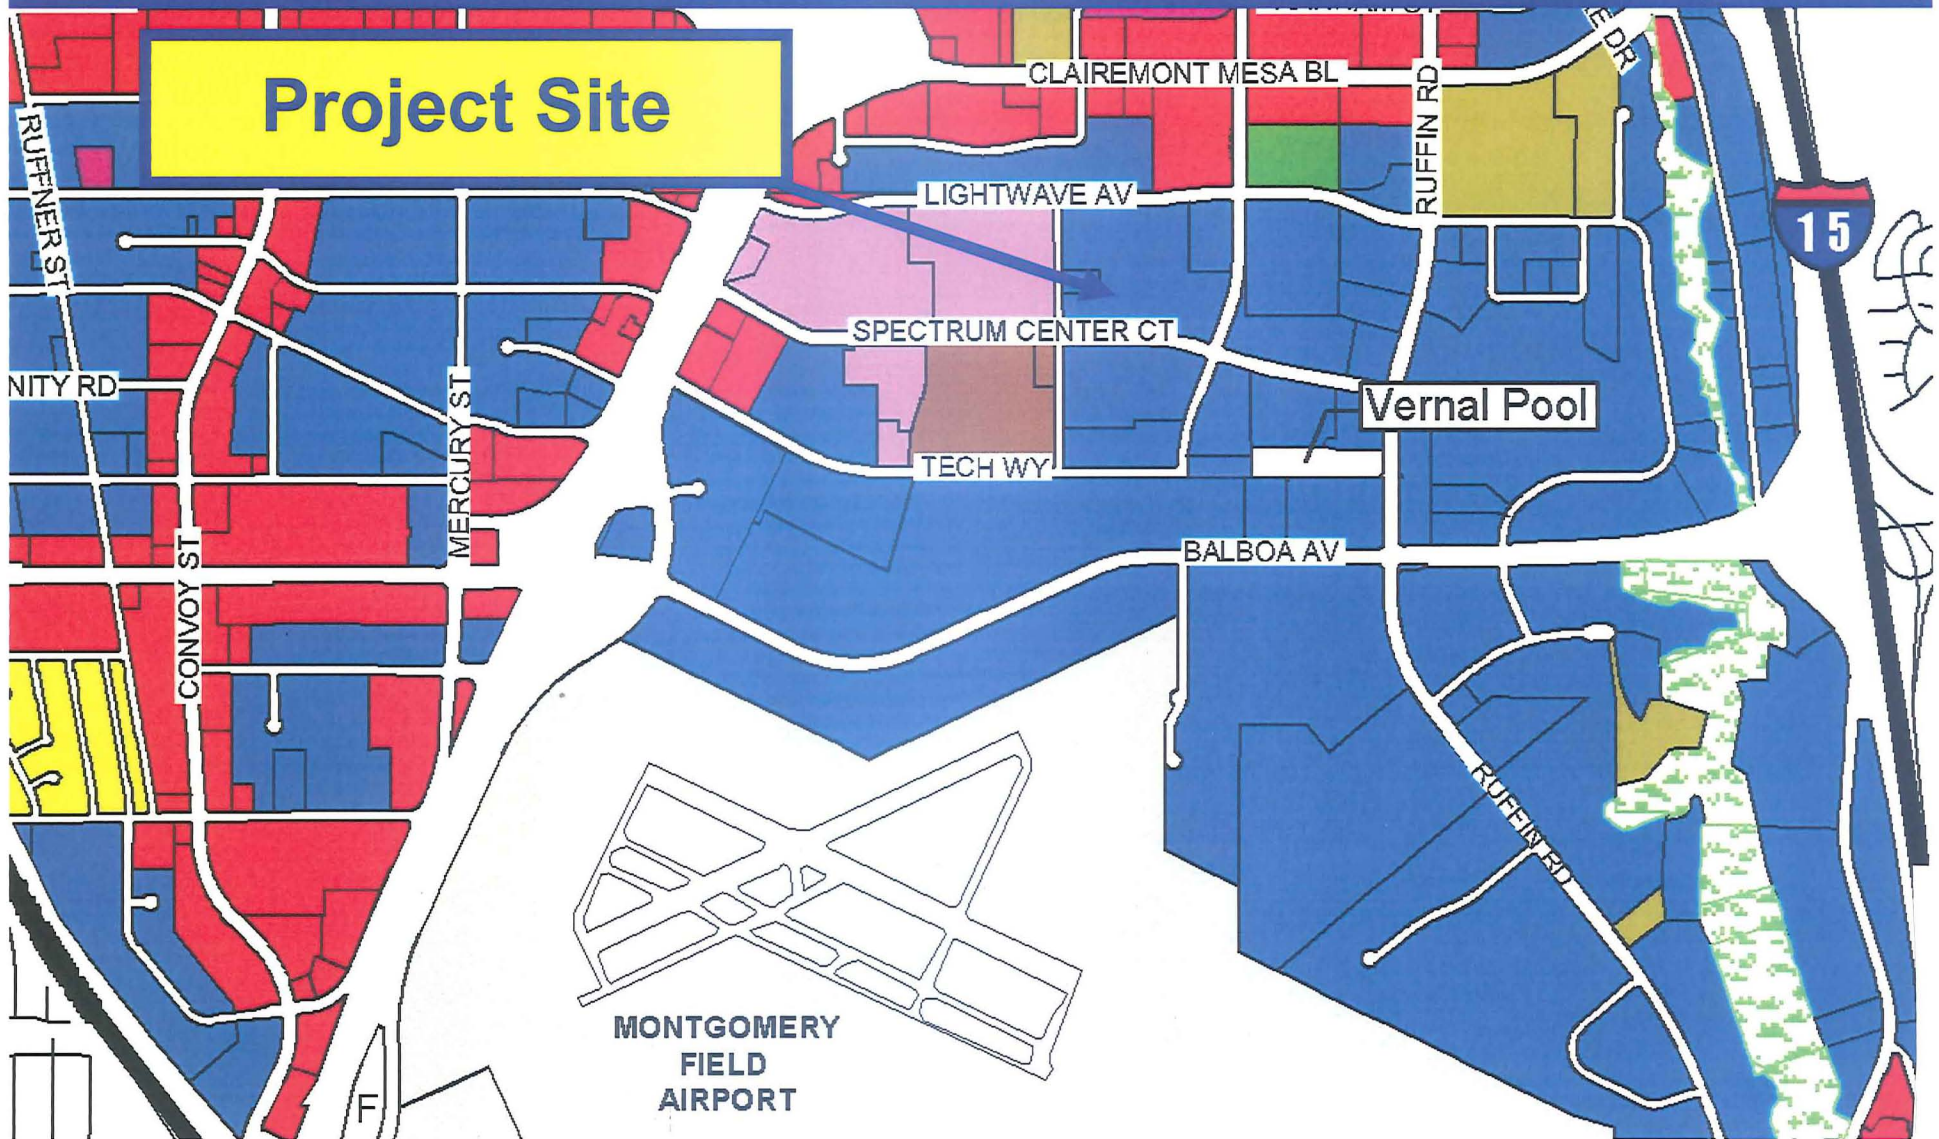 Project Site
CLAIREMONT MESA BL
RUFFIN RD
E DR
RUFFNER ST
LIGHTWAVE AV
15
SPECTRUM CENTER CT
NITY RD
MERCURY ST
Vernal Pool
TECH WY
BALBOA AV
CONVOY ST
RUFFIN RD
MONTGOMERY
FIELD
AIRPORT
F